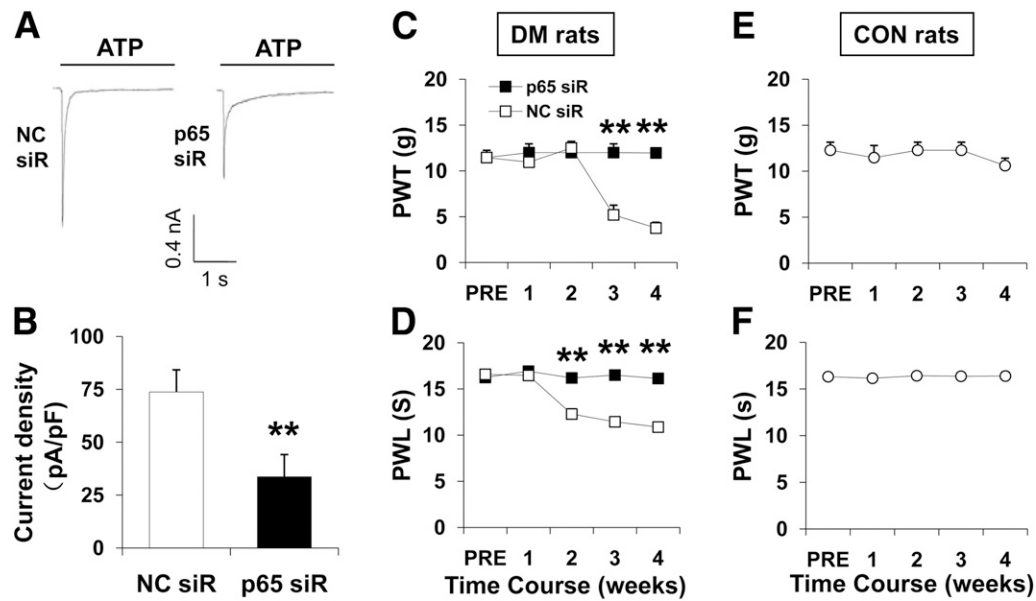 A
ATP
ATP
NC
siR
p65
siR
0.4 nA
1 s
B
Current density
(pA/pF)
100
75
50
25
0
**
NC siR
p65 siR
C
DM rats
PWT (g)
20
15
10
5
0
p65 siR
NC siR
** **
PRE 1 2 3 4
D
PWL (S)
20
15
10
5
0
** ** **
PRE 1 2 3 4
Time Course (weeks)
E
CON rats
PWT (g)
20
15
10
5
0
PRE 1 2 3 4
F
PWL (s)
20
15
10
5
0
PRE 1 2 3 4
Time Course (weeks)